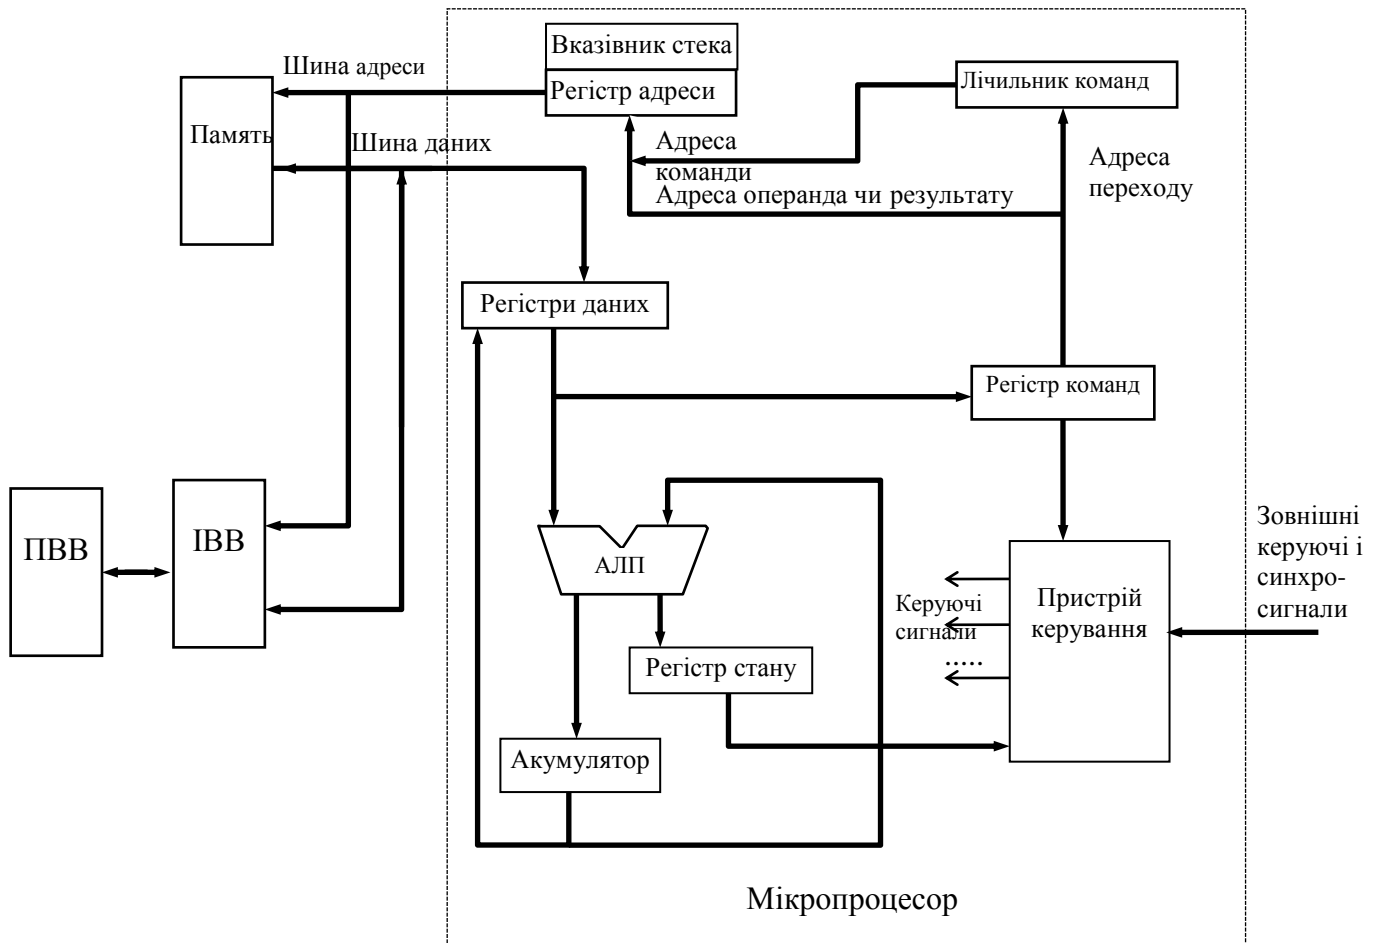 Вказівник стека
Шина адреси
Регістр адреси
Лічильник команд
Память
Шина даних
Адреса
команди
Адреса операнда чи результату
Адреса
переходу
Регістри даних
Регістр команд
ПВВ
ІВВ
АЛП
Керуючі
сигнали
.....
Пристрій
керування
Зовнішні
керуючі і
синхро-
сигнали
Регістр стану
Акумулятор
Мікропроцесор